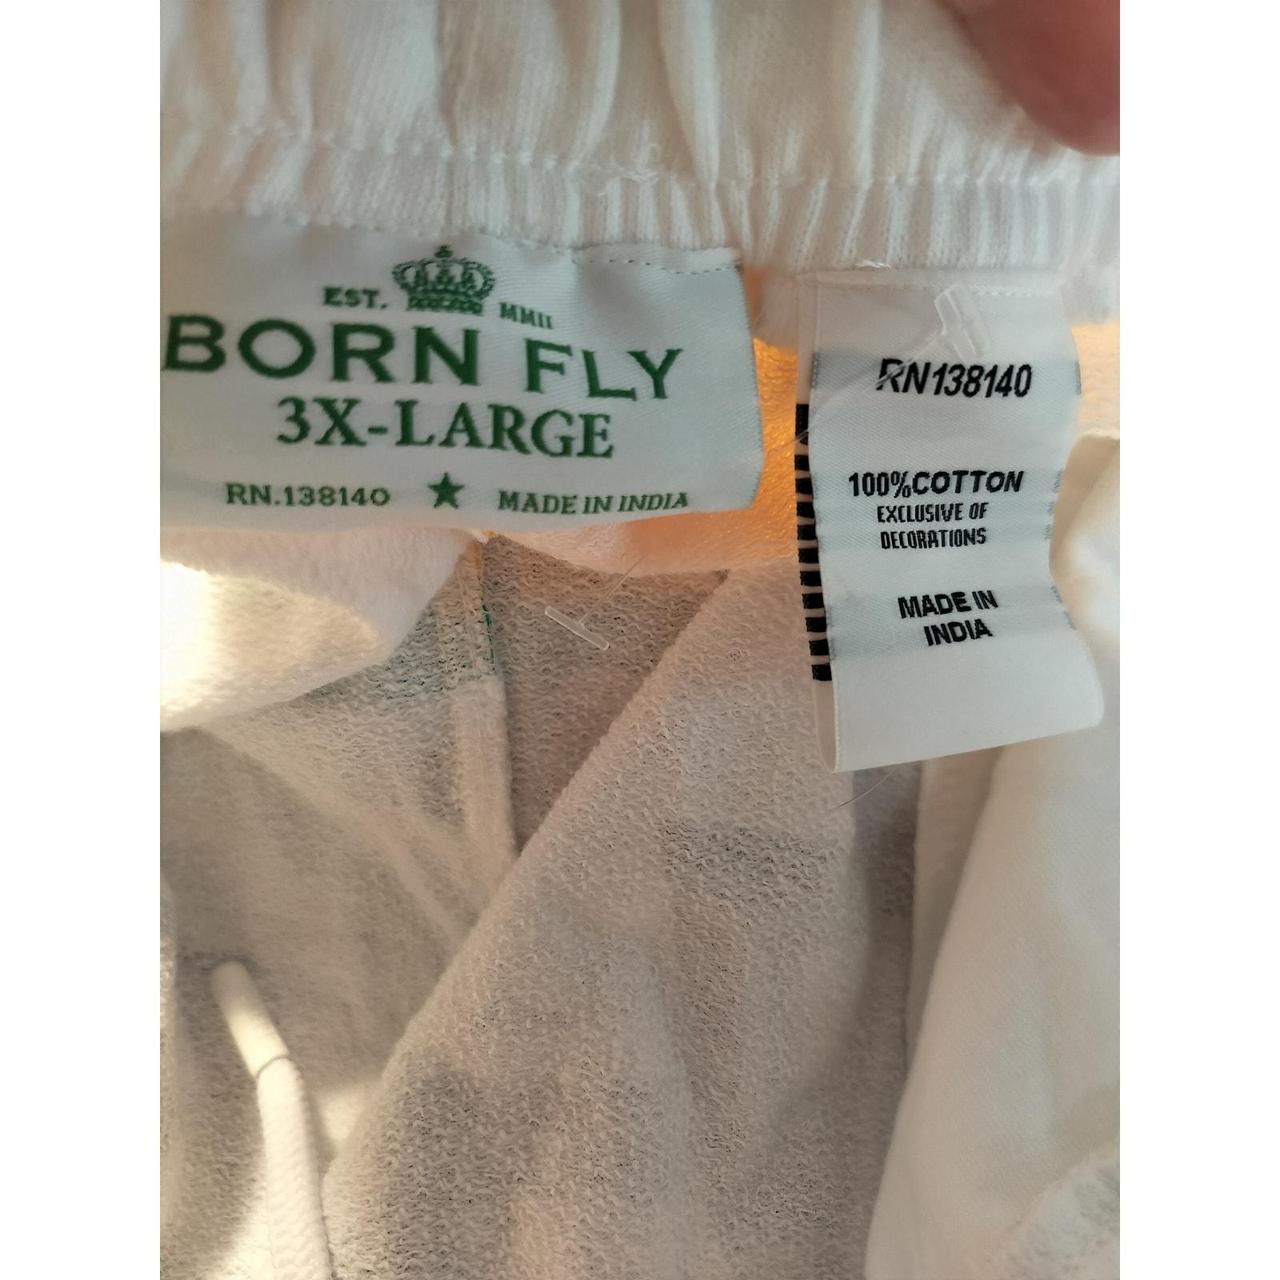 EST. MMII
BORN FLY
3X-LARGE
RN.138140 ★ MADE IN INDIA
RN138140
100%COTTON
EXCLUSIVE OF
DECORATIONS
MADE IN
INDIA